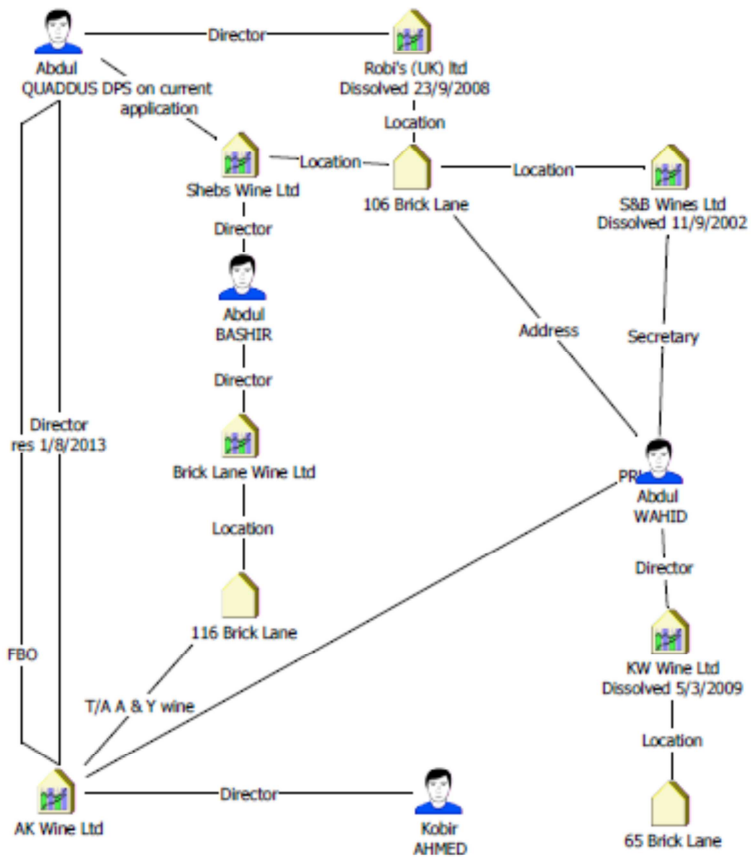 Director
Abdul
QUADDUS DPS on current
application
Robi's (UK) ltd
Dissolved 23/9/2008
Location
Shebs Wine Ltd
Location
106 Brick Lane
Location
S&B Wines Ltd
Dissolved 11/9/2002
Director
Abdul
BASHIR
Address
Secretary
Director
Director
res 1/8/2013
Brick Lane Wine Ltd
Abdul
WAHID
Location
Director
116 Brick Lane
FBO
KW Wine Ltd
Dissolved 5/3/2009
T/A A & Y wine
Location
Director
AK Wine Ltd
Kobir
AHMED
65 Brick Lane